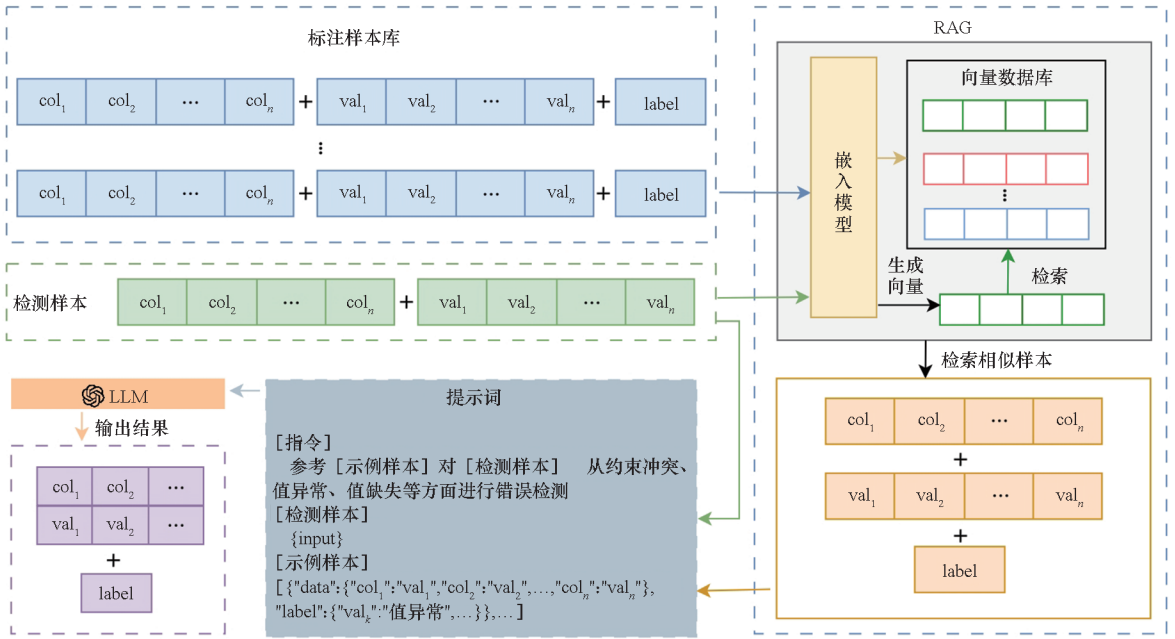 标注样本库
col₁ col₂ ··· colₙ + val₁ val₂ ··· valₙ + label
⋮
col₁ col₂ ··· colₙ + val₁ val₂ ··· valₙ + label
检测样本 col₁ col₂ ··· colₙ + val₁ val₂ ··· valₙ
RAG
嵌入模型
向量数据库
⋮
生成
向量
检索
检索相似样本
col₁ col₂ ··· colₙ
+
val₁ val₂ ··· valₙ
+
label
提示词
[指令]
参考[示例样本]对[检测样本] 从约束冲突、
值异常、值缺失等方面进行错误检测
[检测样本]
{input}
[示例样本]
[{"data":{"col₁":"val₁","col₂":"val₂",…,"colₙ":"valₙ"},
"label":{"valₖ":"值异常",…}},…]
LLM
输出结果
col₁ col₂ ···
val₁ val₂ ···
+
label